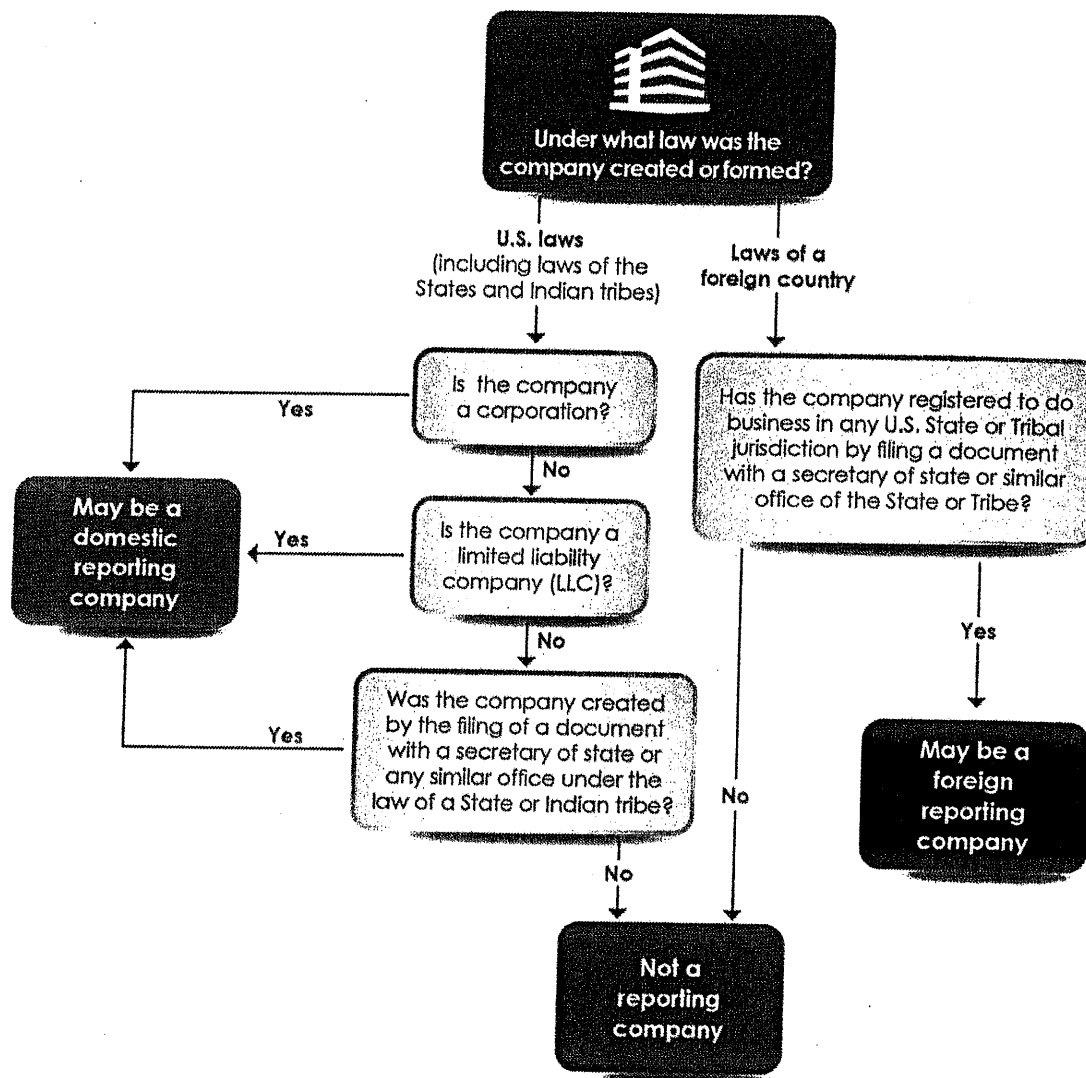 Under what law was the
company created or formed?
U.S. laws
(including laws of the
States and Indian tribes)
Laws of a
foreign country
Is the company
a corporation?
Yes
No
Has the company registered to do
business in any U.S. State or Tribal
jurisdiction by filing a document
with a secretary of state or similar
office of the State or Tribe?
May be a
domestic
reporting
company
Yes
Is the company a
limited liability
company (LLC)?
No
Yes
Was the company created
by the filing of a document
with a secretary of state or
any similar office under the
law of a State or Indian tribe?
Yes
No
May be a
foreign
reporting
company
No
Not a
reporting
company